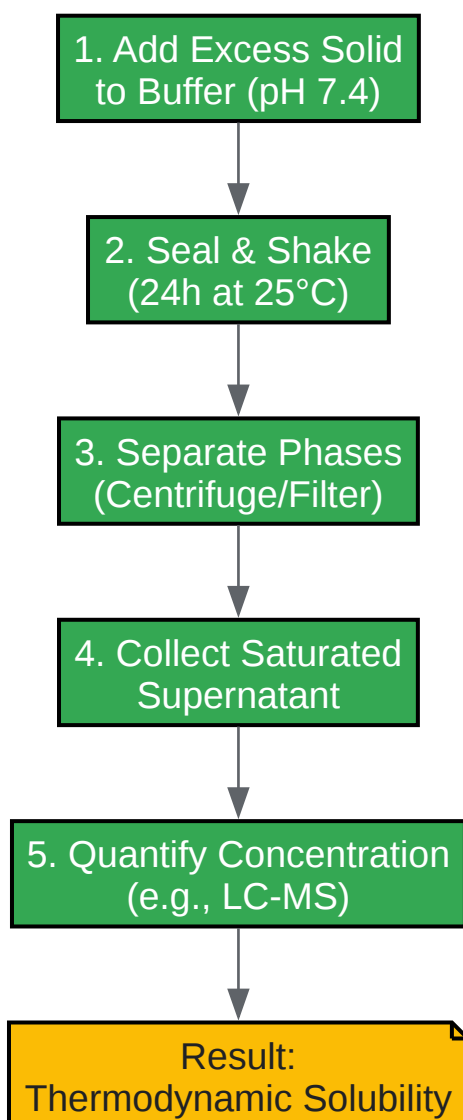 1. Add Excess Solid
to Buffer (pH 7.4)
2. Seal & Shake
(24h at 25°C)
3. Separate Phases
(Centrifuge/Filter)
4. Collect Saturated
Supernatant
5. Quantify Concentration
(e.g., LC-MS)
Result:
Thermodynamic Solubility